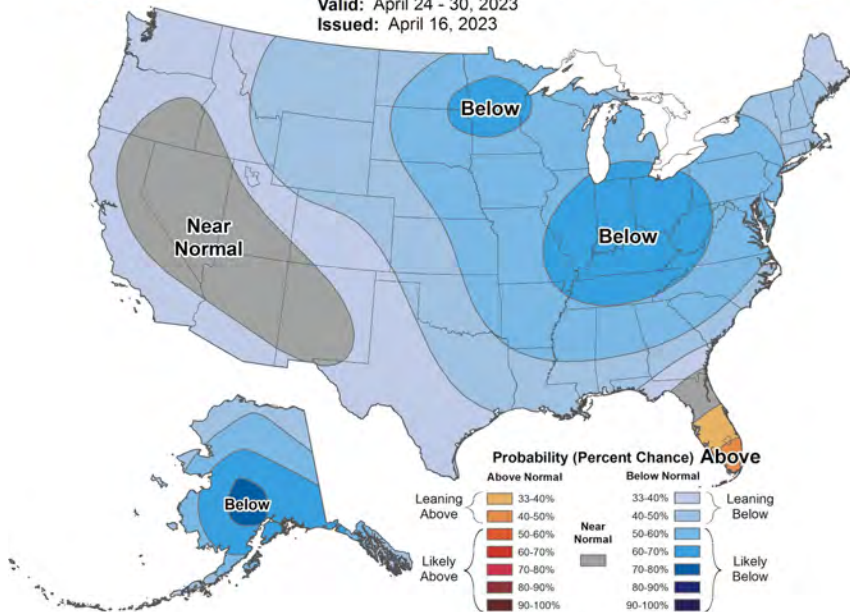 Valid: April 24 - 30, 2023
Issued: April 16, 2023
Below
Near
Normal
Below
Above
Below
Probability (Percent Chance)
Above Normal
Below Normal
Leaning
Above
33-40%
40-50%
Likely
Above
50-60%
60-70%
70-80%
80-90%
90-100%
Near
Normal
33-40%
40-50%
Leaning
Below
50-60%
60-70%
70-80%
80-90%
90-100%
Likely
Below